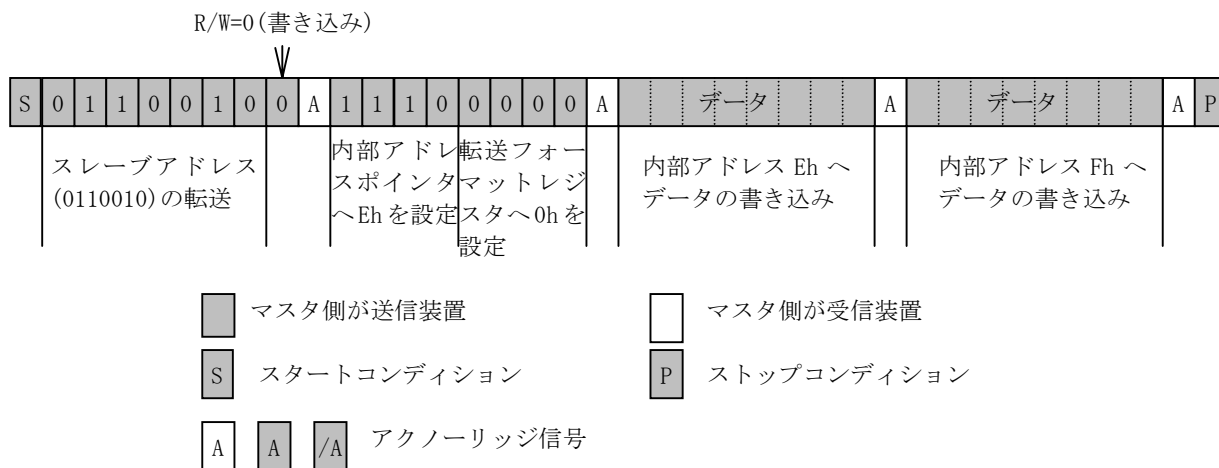 R/W=0(書き込み)
S 0 1 1 0 0 1 0 0 A 1 1 1 0 0 0 0 0 A データ A データ A P
スレーブアドレス
(0110010)の転送
内部アドレ
スポインタ
へEhを設定
転送フォー
マットレジ
スタへ0hを
設定
内部アドレス Eh へ
データの書き込み
内部アドレス Fh へ
データの書き込み
マスタ側が送信装置
マスタ側が受信装置
S スタートコンディション
P ストップコンディション
A A /A アクノーリッジ信号